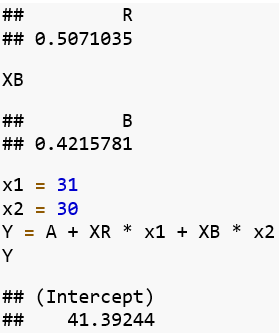 ##         R
## 0.5071035
XB
##         B
## 0.4215781
x1 = 31
x2 = 30
Y = A + XR * x1 + XB * x2
Y
## (Intercept)
##    41.39244